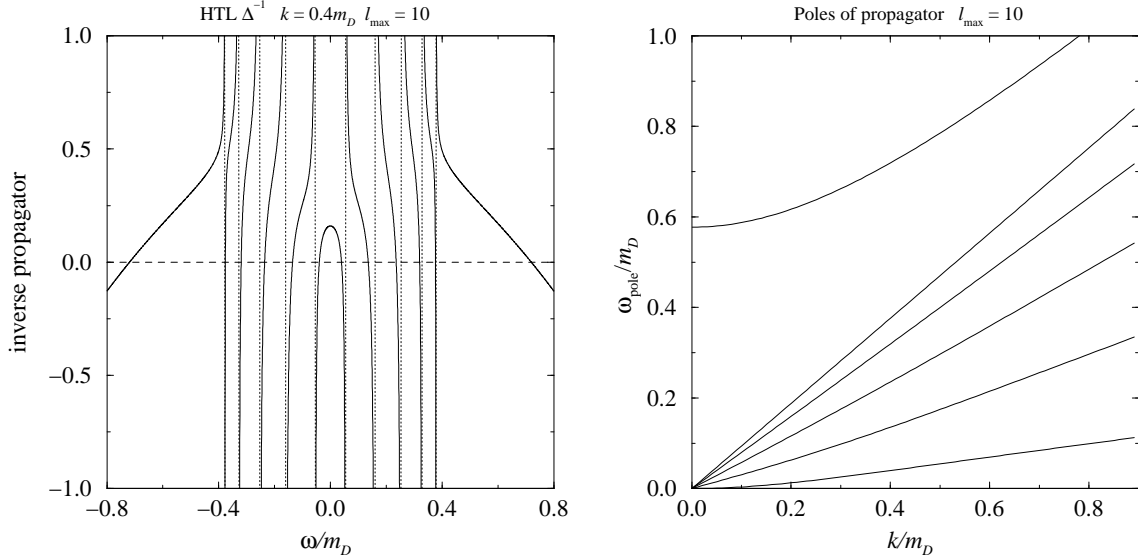 HTL Δ⁻¹ k = 0.4m_D l_max = 10
inverse propagator
1.0
0.5
0.0
−0.5
−1.0
−0.8 −0.4 0.0 0.4 0.8
ω/m_D
Poles of propagator l_max = 10
ω_pole/m_D
1.0
0.8
0.6
0.4
0.2
0.0
0.0 0.2 0.4 0.6 0.8
k/m_D